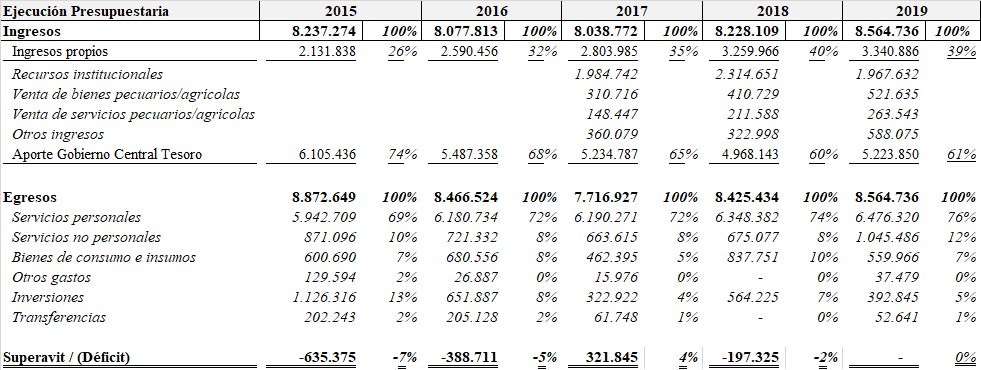 Ejecución Presupuestaria 2015 2016 2017 2018 2019
Ingresos 8.237.274 100% 8.077.813 100% 8.038.772 100% 8.228.109 100% 8.564.736 100%
Ingresos propios 2.131.838 26% 2.590.456 32% 2.803.985 35% 3.259.966 40% 3.340.886 39%
Recursos institucionales 1.984.742 2.314.651 1.967.632
Venta de bienes pecuarios/agrícolas 310.716 410.729 521.635
Venta de servicios pecuarios/agrícolas 148.447 211.588 263.543
Otros ingresos 360.079 322.998 588.075
Aporte Gobierno Central Tesoro 6.105.436 74% 5.487.358 68% 5.234.787 65% 4.968.143 60% 5.223.850 61%
Egresos 8.872.649 100% 8.466.524 100% 7.716.927 100% 8.425.434 100% 8.564.736 100%
Servicios personales 5.942.709 69% 6.180.734 72% 6.190.271 72% 6.348.382 74% 6.476.320 76%
Servicios no personales 871.096 10% 721.332 8% 663.615 8% 675.077 8% 1.045.486 12%
Bienes de consumo e insumos 600.690 7% 680.556 8% 462.395 5% 837.751 10% 559.966 7%
Otros gastos 129.594 2% 26.887 0% 15.976 0% - 0% 37.479 0%
Inversiones 1.126.316 13% 651.887 8% 322.922 4% 564.225 7% 392.845 5%
Transferencias 202.243 2% 205.128 2% 61.748 1% - 0% 52.641 1%
Superavit / (Déficit) -635.375 -7% -388.711 -5% 321.845 4% -197.325 -2% - 0%